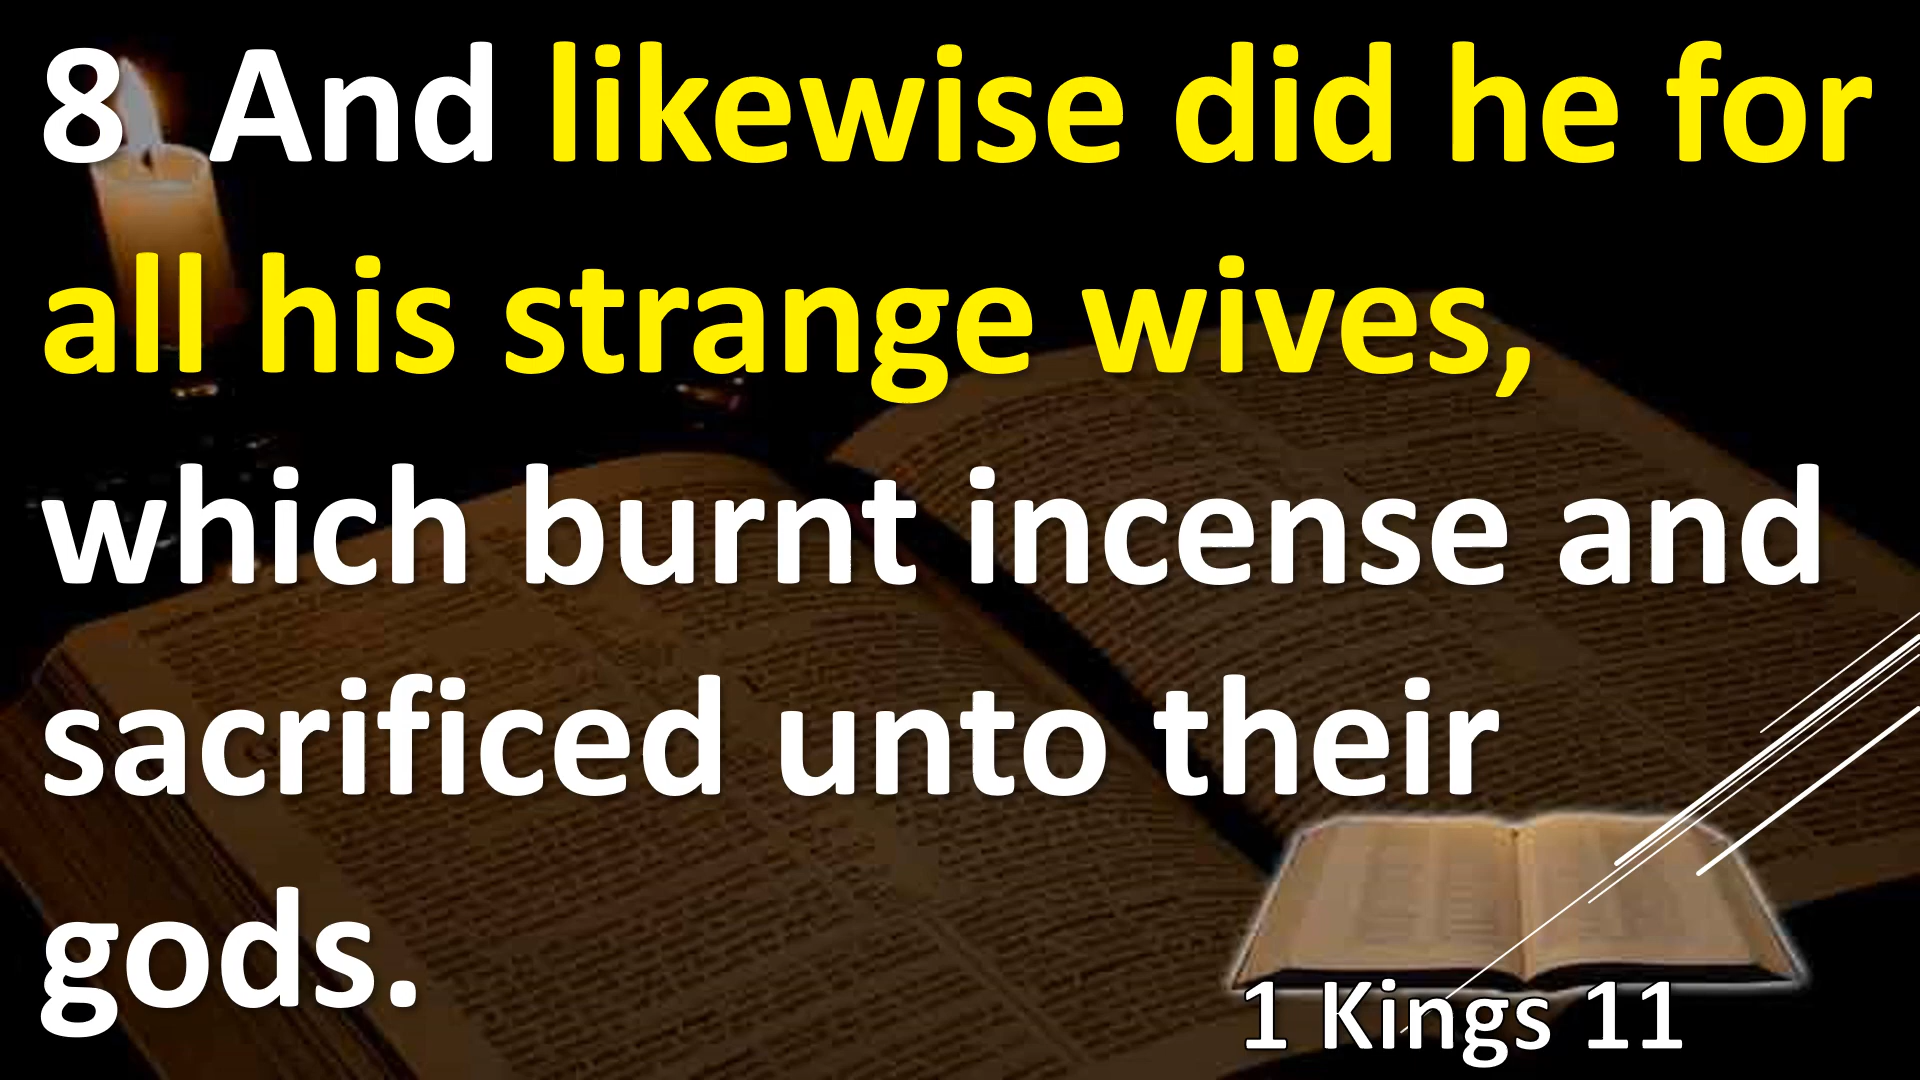 8  And likewise did he for
all his strange wives,
which burnt incense and
sacrificed unto their
gods.
1 Kings 11